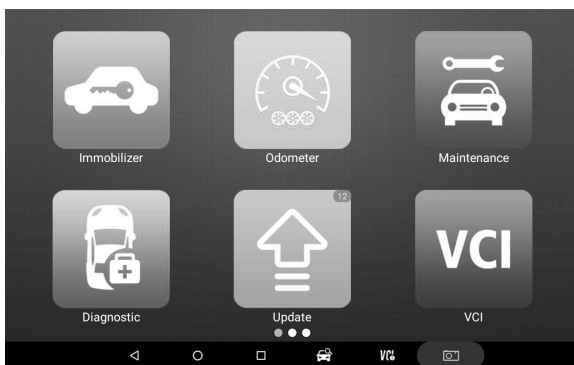 Immobilizer
Odometer
Maintenance
12
VCI
Diagnostic
Update
VCI
VCI